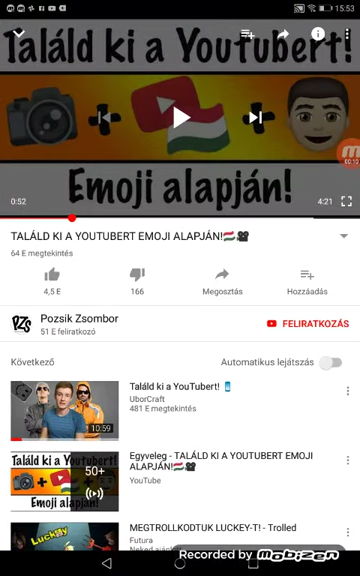 15:53
Találd ki a Youtubert!
00:10
Emoji alapján!
0:52
4:21
TALÁLD KI A YOUTUBERT EMOJI ALAPJÁN!
64 E megtekintés
4,5 E
166
Megosztás
Hozzáadás
PZS
Pozsik Zsombor
51 E feliratkozó
FELIRATKOZÁS
Következő
Automatikus lejátszás
10:59
Találd ki a YouTubert!
UborCraft
481 E megtekintés
Találd ki a Youtubert!
50+
Egyveleg - TALÁLD KI A YOUTUBERT EMOJI
ALAPJÁN!
YouTube
Luckey
MEGTROLLKODTUK LUCKEY-T! - Trolled
Futura
Recorded by mobizen